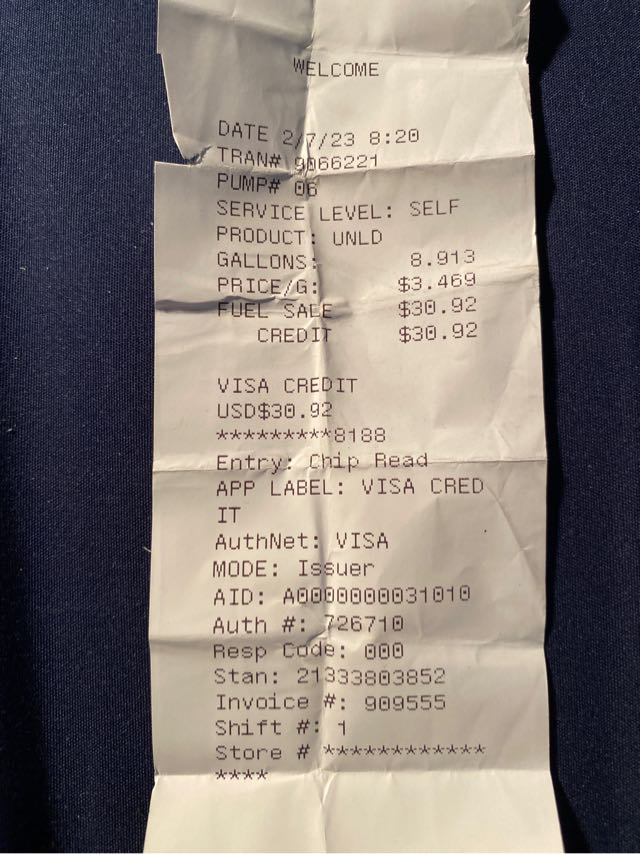 WELCOME
DATE 2/7/23 8:20
TRAN# 9066221
PUMP# 06
SERVICE LEVEL: SELF
PRODUCT: UNLD
GALLONS: 8.913
PRICE/G: $3.469
FUEL SALE $30.92
CREDIT $30.92
VISA CREDIT
USD$30.92
*********8188
Entry: Chip Read
APP LABEL: VISA CRED
IT
AuthNet: VISA
MODE: Issuer
AID: A0000000031010
Auth #: 726710
Resp Code: 000
Stan: 21333803852
Invoice #: 909555
Shift #: 1
Store # ************
****